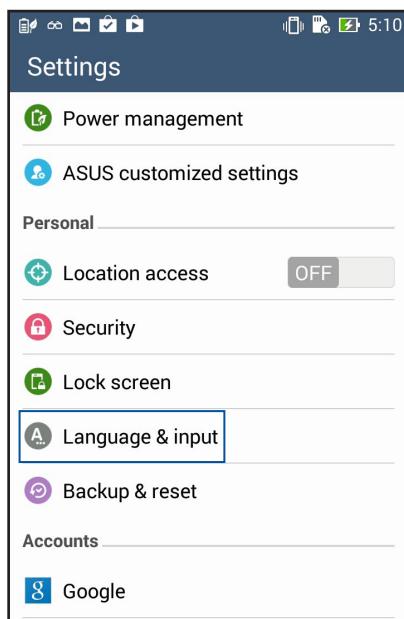 5:10
Settings
Power management
ASUS customized settings
Personal
Location access OFF
Security
Lock screen
A...
Language & input
Backup & reset
Accounts
8 Google